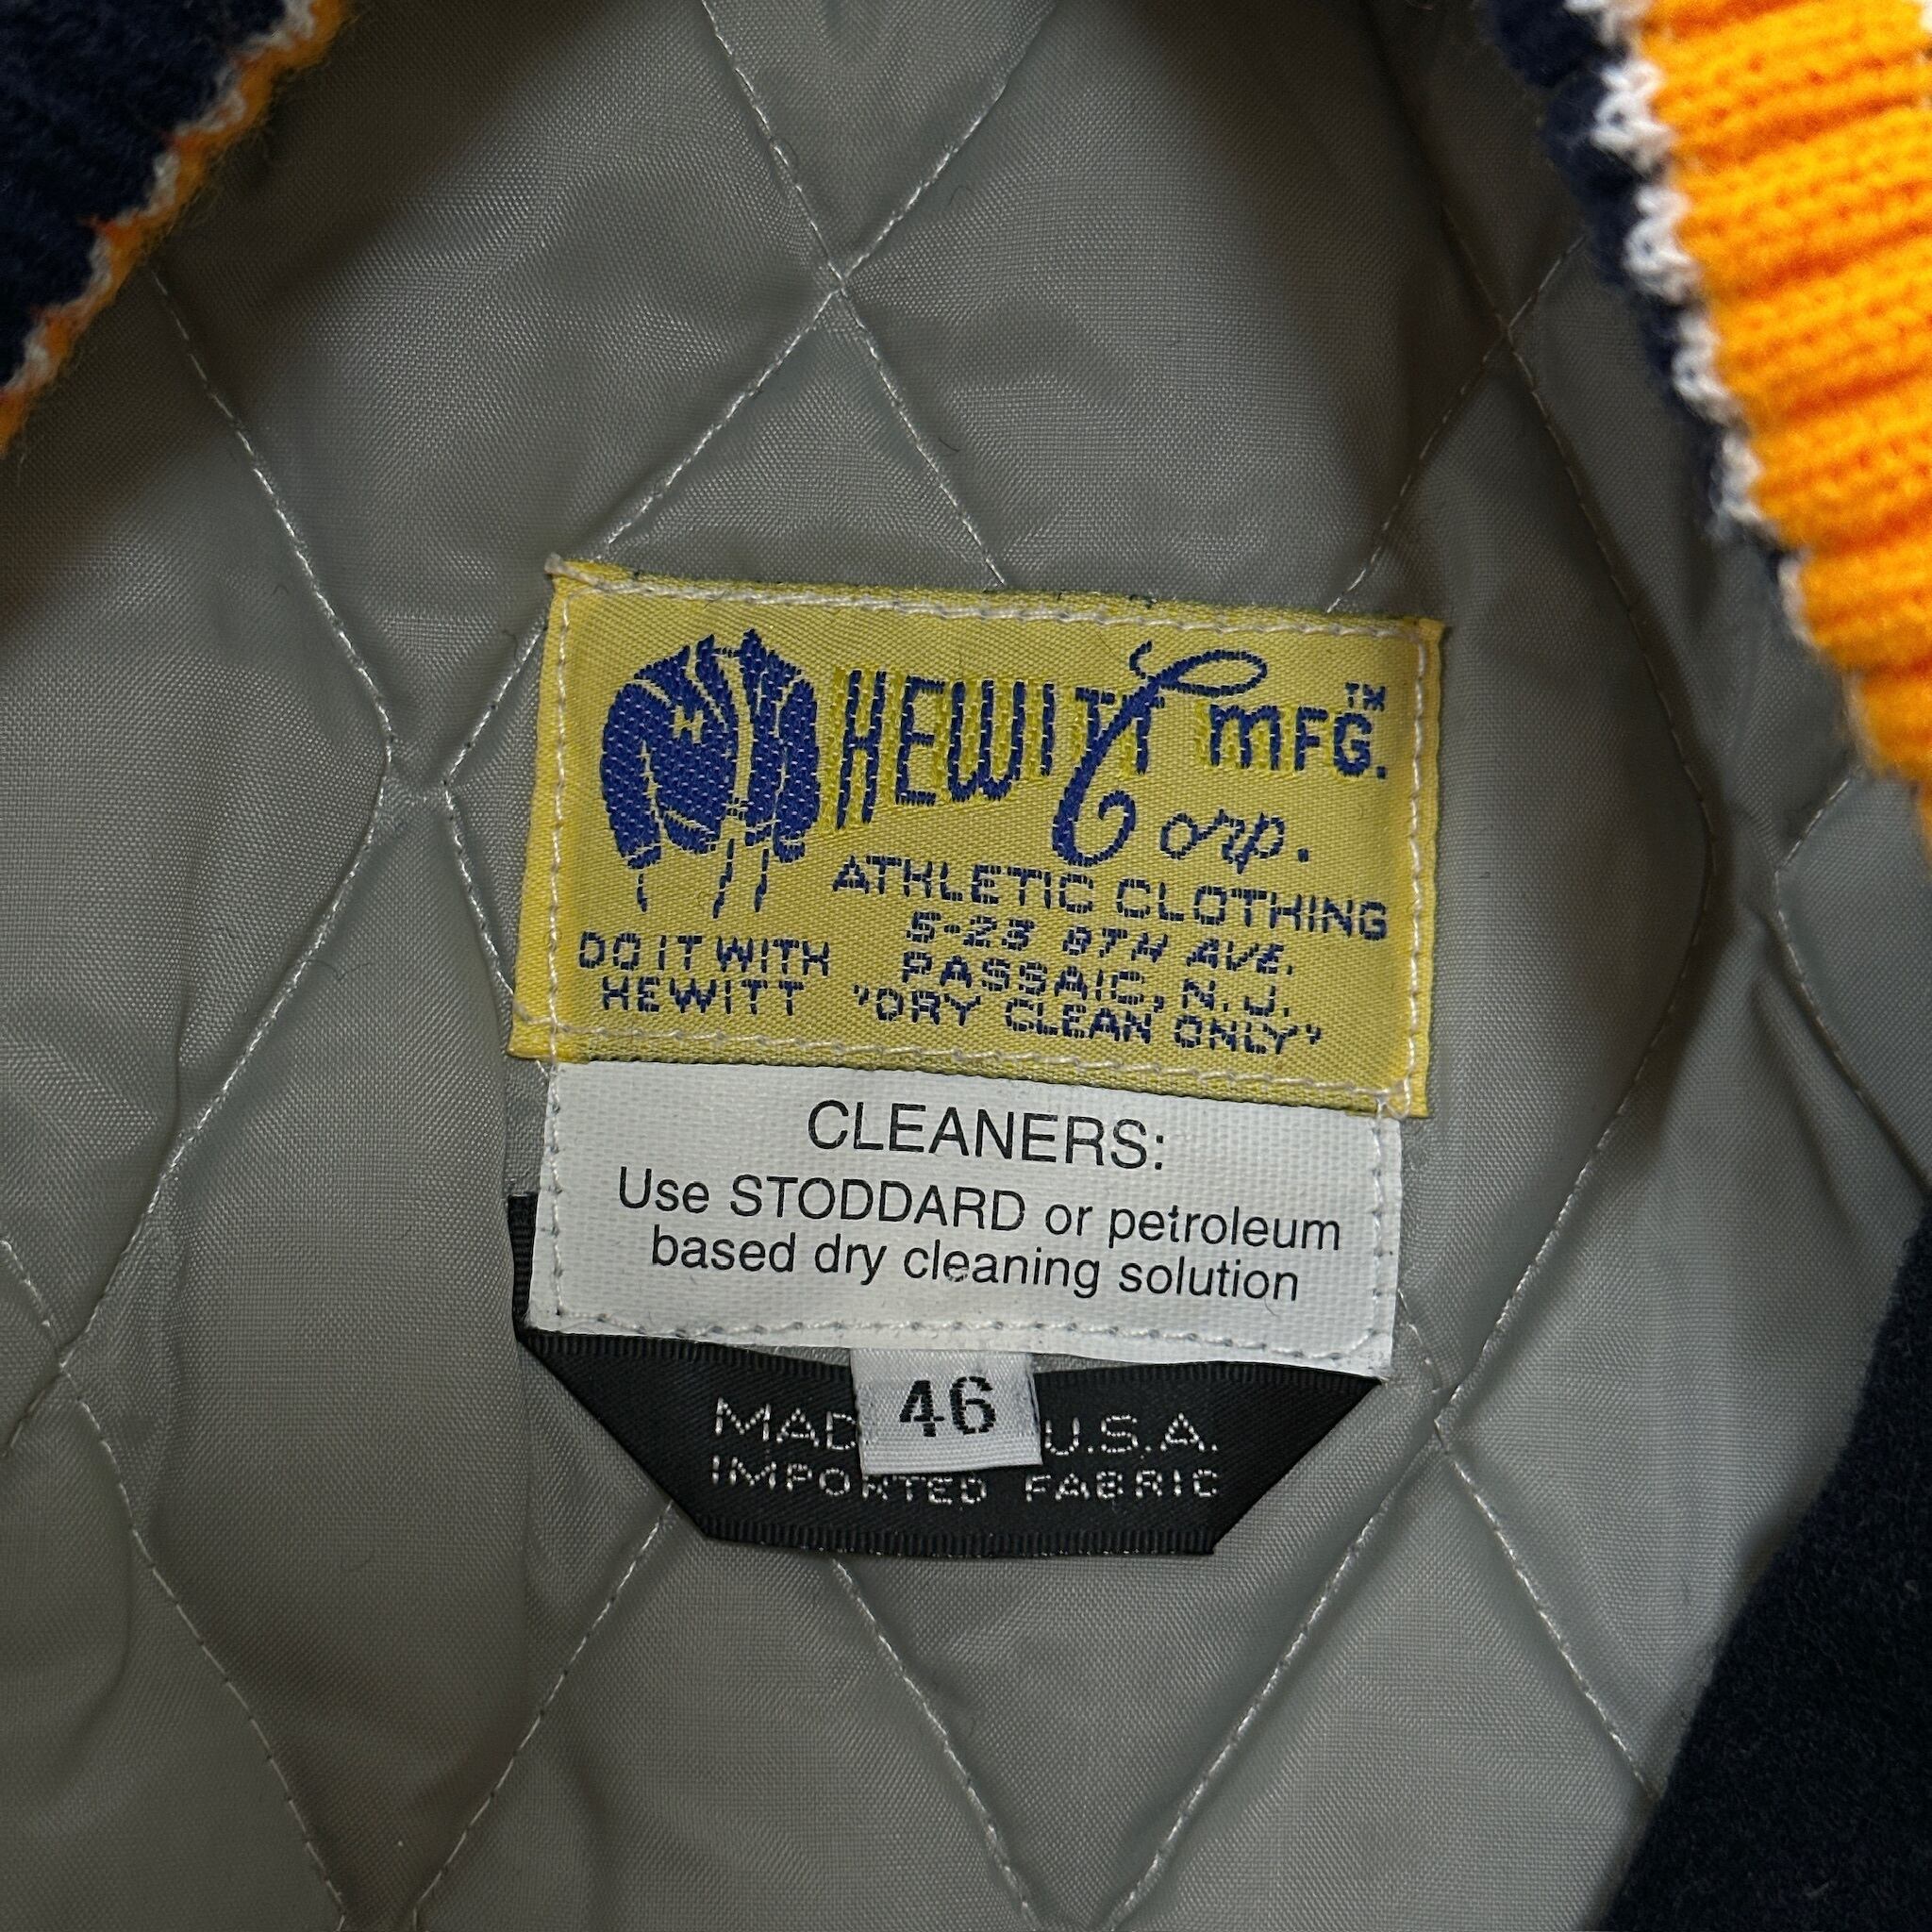 HEWITT MFG.™
Corp.
ATHLETIC CLOTHING
5-23 8TH AVE.
PASSAIC, N.J.
"DRY CLEAN ONLY"
DO IT WITH
HEWITT
CLEANERS:
Use STODDARD or petroleum
based dry cleaning solution
46
MAD U.S.A.
IMPORTED FABRIC